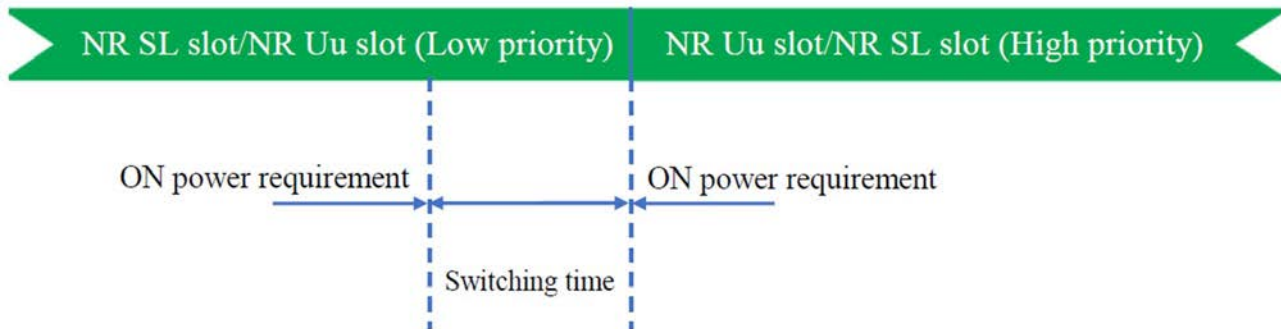 NR SL slot/NR Uu slot (Low priority)
NR Uu slot/NR SL slot (High priority)
ON power requirement
ON power requirement
Switching time